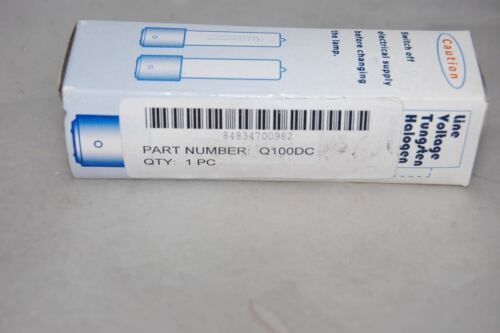 Caution
Switch off
electrical supply
before changing
the lamp.
84834700982
PART NUMBER: Q100DC
QTY: 1 PC
Line
Voltage
Tungsten
Halogen